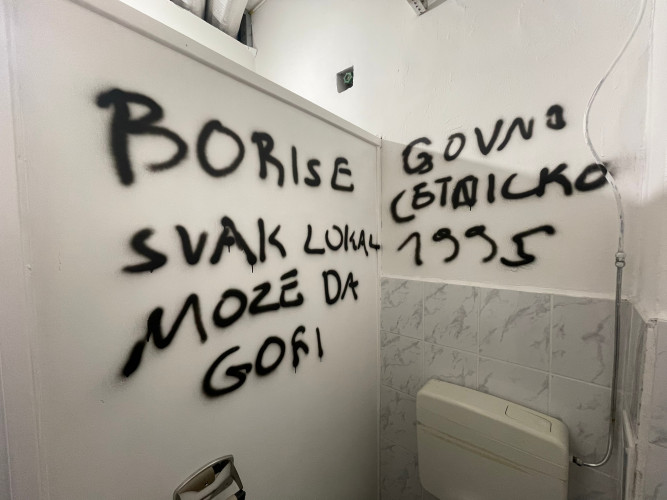 BORISE
SVAK LOKAL
MOZE DA
GORI
GOVNO
CETNICKO
1995